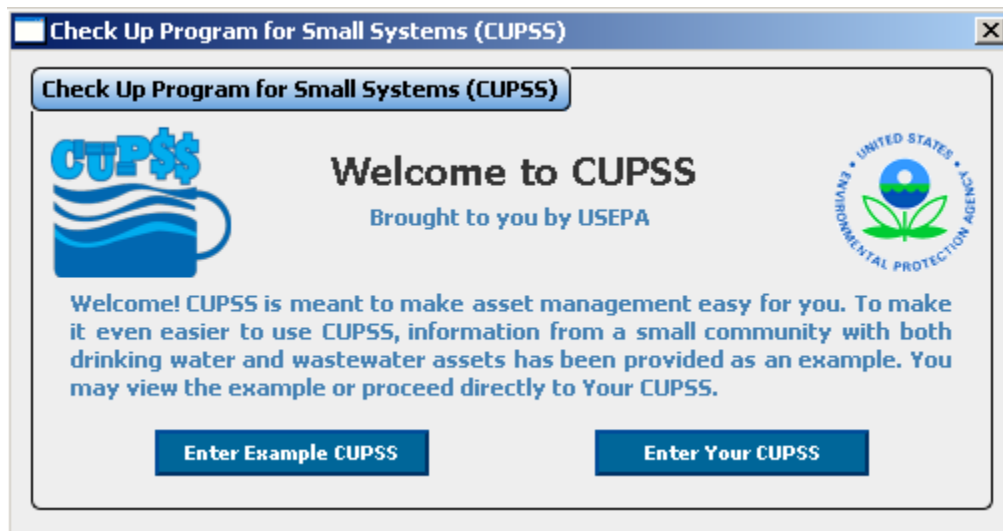 Check Up Program for Small Systems (CUPSS)
Check Up Program for Small Systems (CUPSS)
CUP$$
Welcome to CUPSS
Brought to you by USEPA
UNITED STATES
ENVIRONMENTAL PROTECTION AGENCY
Welcome! CUPSS is meant to make asset management easy for you. To make
it even easier to use CUPSS, information from a small community with both
drinking water and wastewater assets has been provided as an example. You
may view the example or proceed directly to Your CUPSS.
Enter Example CUPSS
Enter Your CUPSS